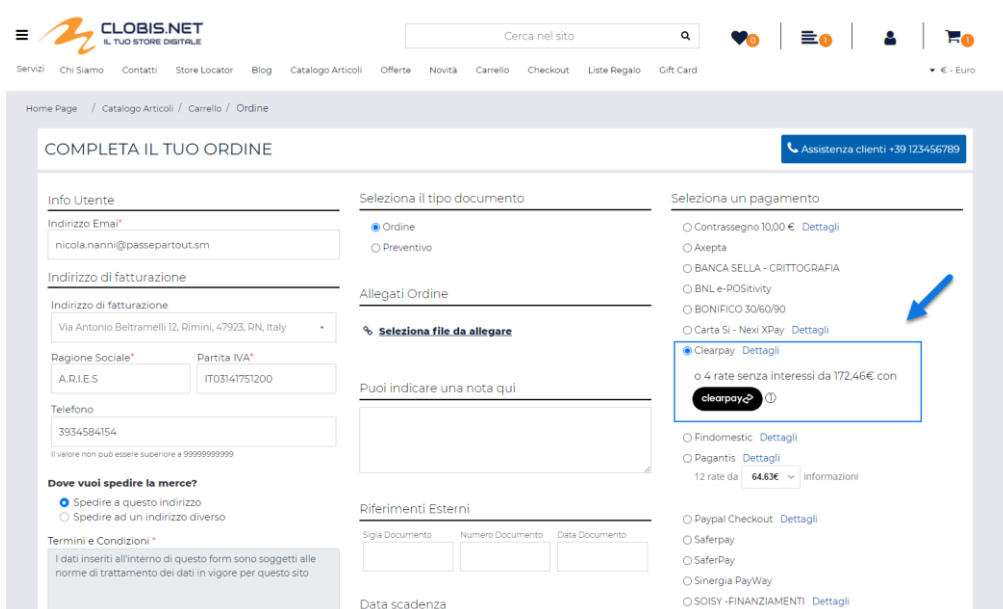 CLOBIS.NET
IL TUO STORE DIGITALE
Cerca nel sito
0
1
1
Servizi Chi Siamo Contatti Store Locator Blog Catalogo Articoli Offerte Novità Carrello Checkout Liste Regalo Gift Card € - Euro
Home Page / Catalogo Articoli / Carrello / Ordine
COMPLETA IL TUO ORDINE
Assistenza clienti +39 123456789
Info Utente
Indirizzo Emai*
nicola.nanni@passepartout.sm
Indirizzo di fatturazione
Indirizzo di fatturazione
Via Antonio Beltramelli 12, Rimini, 47923, RN, Italy
Ragione Sociale* Partita IVA*
A.R.I.E.S IT03141751200
Telefono
3934584154
Il valore non può essere superiore a 99999999999
Dove vuoi spedire la merce?
Spedire a questo indirizzo
Spedire ad un indirizzo diverso
Termini e Condizioni *
I dati inseriti all'interno di questo form sono soggetti alle
norme di trattamento dei dati in vigore per questo sito
Seleziona il tipo documento
Ordine
Preventivo
Allegati Ordine
Seleziona file da allegare
Puoi indicare una nota qui
Riferimenti Esterni
Sigla Documento Numero Documento Data Documento
Data scadenza
Seleziona un pagamento
Contrassegno 10,00 € Dettagli
Axepta
BANCA SELLA - CRITTOGRAFIA
BNL e-POSitivity
BONIFICO 30/60/90
Carta Si - Nexi XPay Dettagli
Clearpay Dettagli
o 4 rate senza interessi da 172,46€ con
clearpay
Findomestic Dettagli
Pagantis Dettagli
12 rate da 64.63€ informazioni
Paypal Checkout Dettagli
Saferpay
SaferPay
Sinergia PayWay
SOISY -FINANZIAMENTI Dettagli